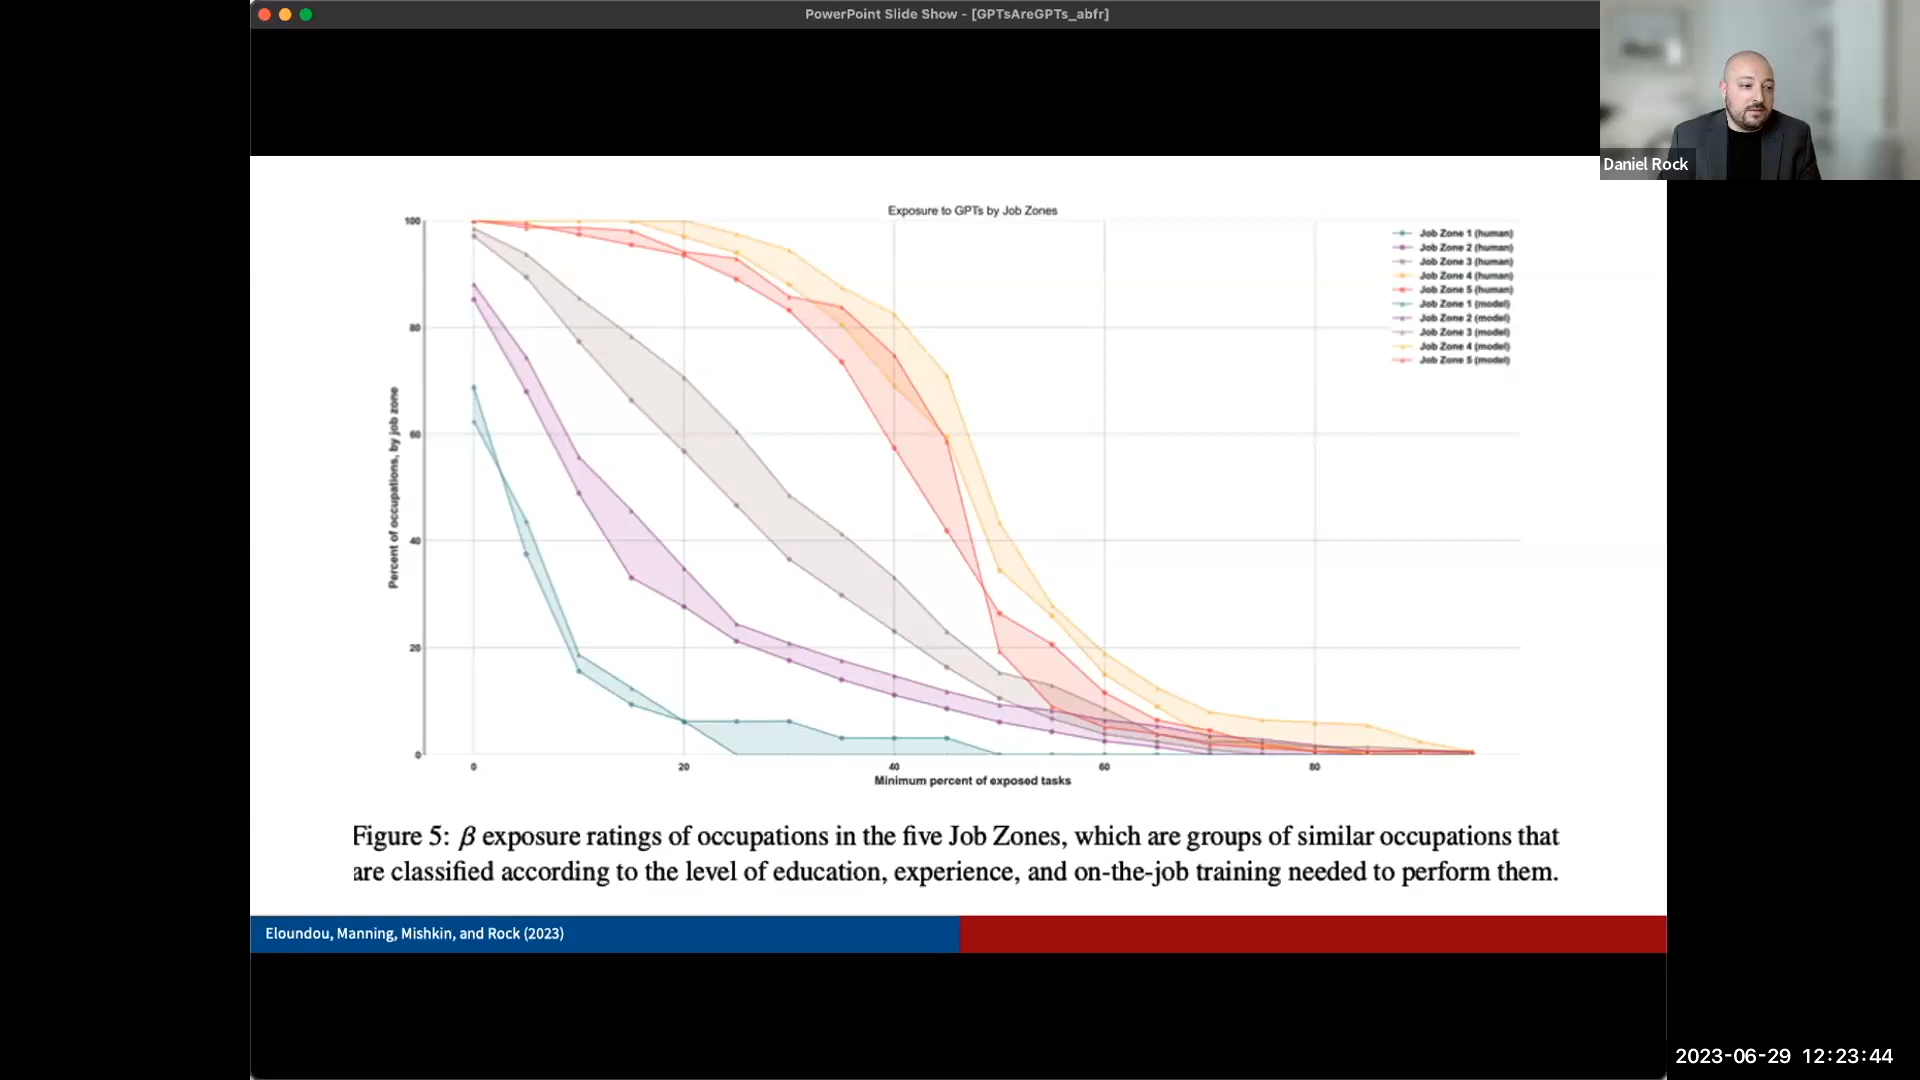 PowerPoint Slide Show - [GPTsAreGPTs_abfr]
Daniel Rock
Exposure to GPTs by Job Zones
Job Zone 1 (human)
Job Zone 2 (human)
Job Zone 3 (human)
Job Zone 4 (human)
Job Zone 5 (human)
Job Zone 1 (model)
Job Zone 2 (model)
Job Zone 3 (model)
Job Zone 4 (model)
Job Zone 5 (model)
Percent of occupations, by job zone
100
80
60
40
20
0
0 20 40 60 80
Minimum percent of exposed tasks
Figure 5: β exposure ratings of occupations in the five Job Zones, which are groups of similar occupations that
are classified according to the level of education, experience, and on-the-job training needed to perform them.
Eloundou, Manning, Mishkin, and Rock (2023)
2023-06-29 12:23:44